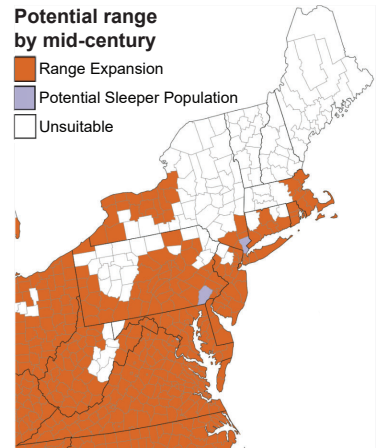 Potential range
by mid-century
Range Expansion
Potential Sleeper Population
Unsuitable